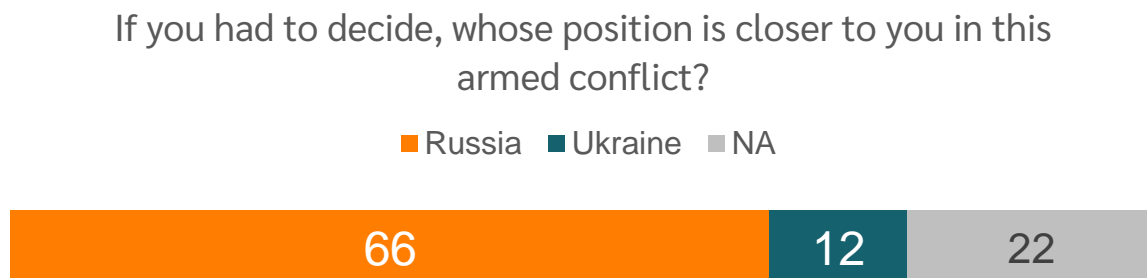 If you had to decide, whose position is closer to you in this
armed conflict?
Russia Ukraine NA
66 12 22